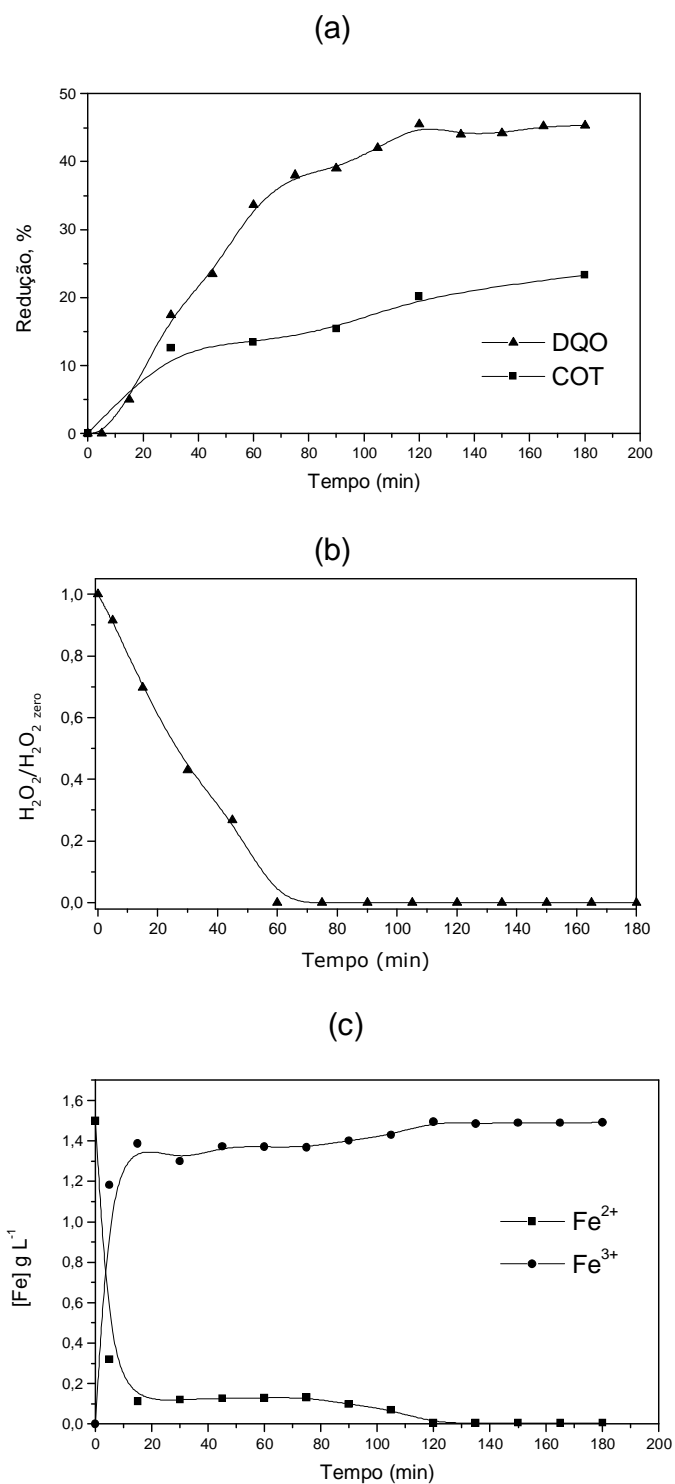 (a)
50
40
30
20
10
0
Redução, %
DQO
COT
0 20 40 60 80 100 120 140 160 180 200
Tempo (min)
(b)
1,0
0,8
0,6
0,4
0,2
0,0
H₂O₂/H₂O₂ zero
0 20 40 60 80 100 120 140 160 180
Tempo (min)
(c)
1,6
1,4
1,2
1,0
0,8
0,6
0,4
0,2
0,0
[Fe] g L⁻¹
Fe²⁺
Fe³⁺
0 20 40 60 80 100 120 140 160 180 200
Tempo (min)